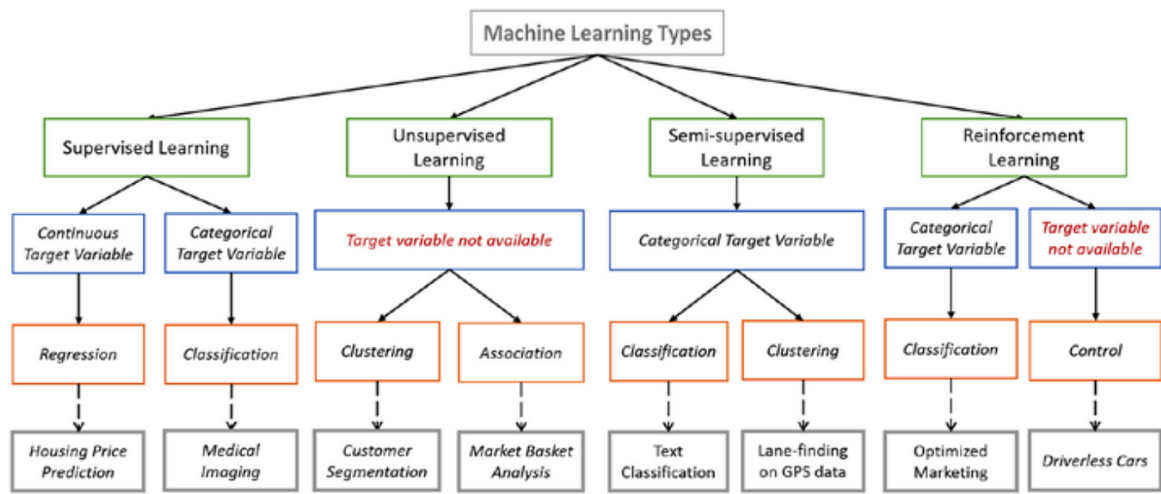 Machine Learning Types
Supervised Learning
Unsupervised
Learning
Semi-supervised
Learning
Reinforcement
Learning
Continuous
Target Variable
Categorical
Target Variable
Target variable not available
Categorical Target Variable
Categorical
Target Variable
Target variable
not available
Regression
Classification
Clustering
Association
Classification
Clustering
Classification
Control
Housing Price
Prediction
Medical
Imaging
Customer
Segmentation
Market Basket
Analysis
Text
Classification
Lane-finding
on GPS data
Optimized
Marketing
Driverless Cars